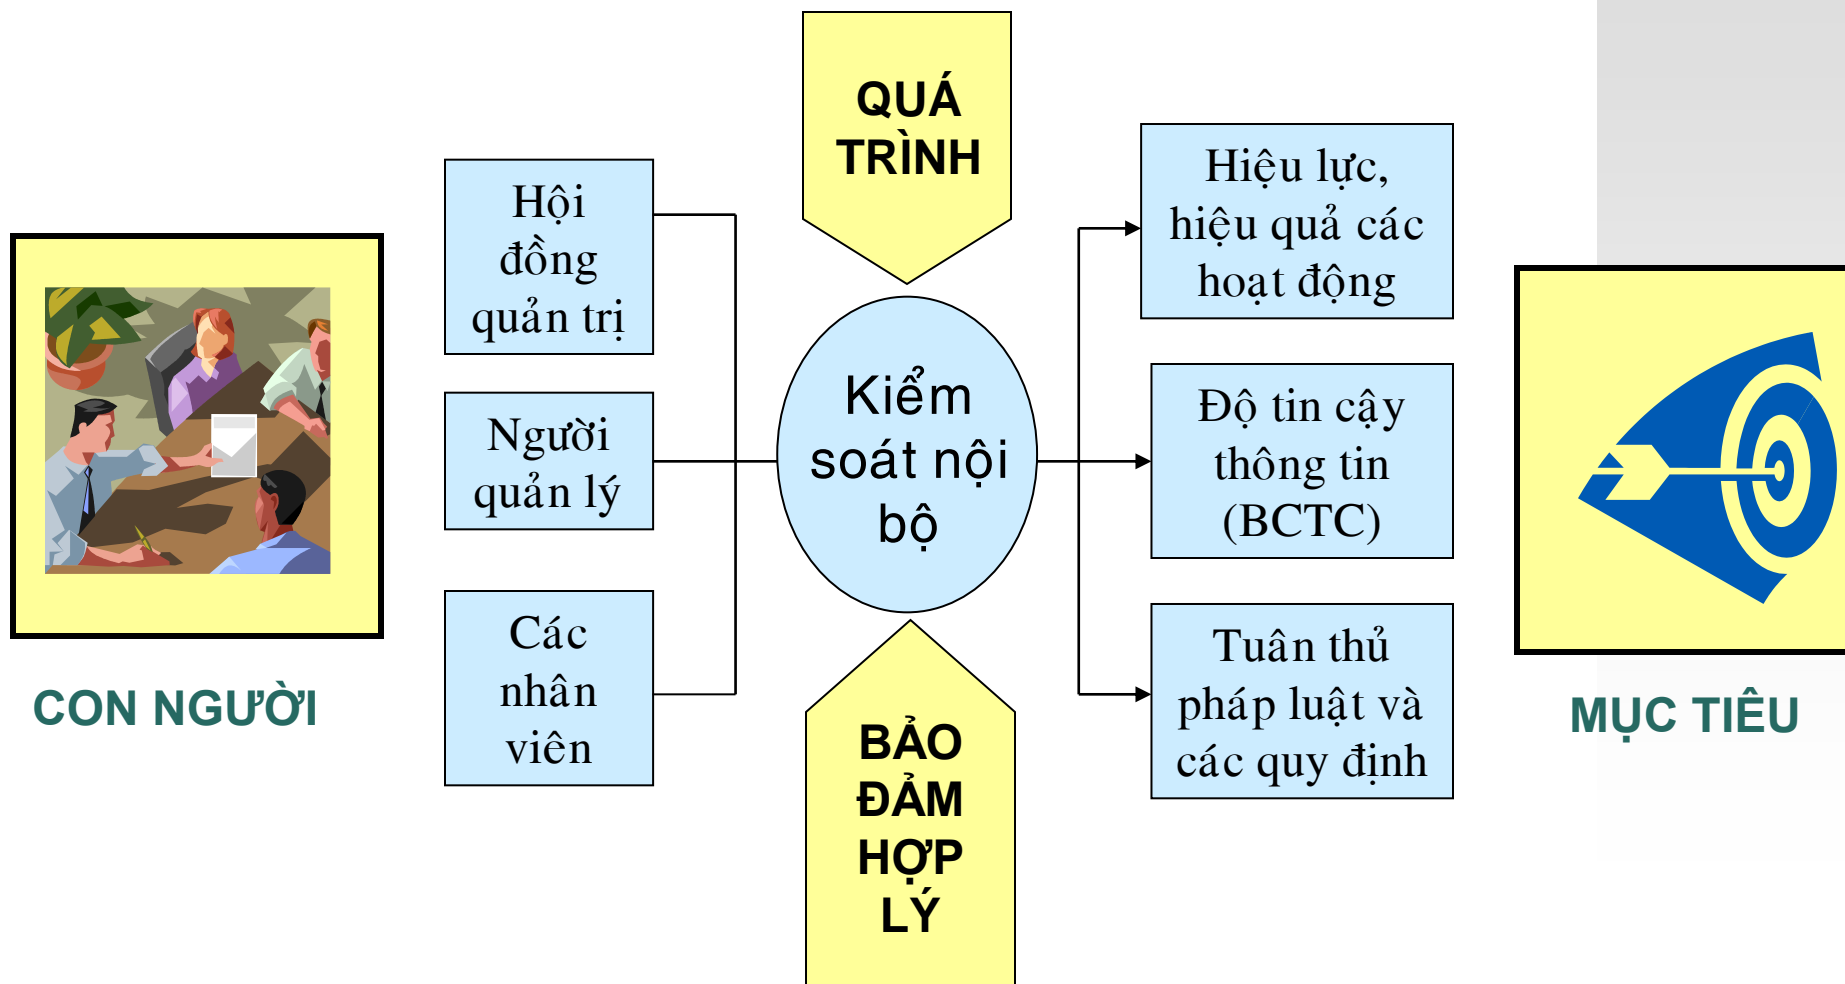 QUÁ
TRÌNH
Hội
đồng
quản trị
Người
quản lý
Các
nhân
viên
CON NGƯỜI
Kiểm
soát nội
bộ
BẢO
ĐẢM
HỢP
LÝ
Hiệu lực,
hiệu quả các
hoạt động
Độ tin cậy
thông tin
(BCTC)
Tuân thủ
pháp luật và
các quy định
MỤC TIÊU